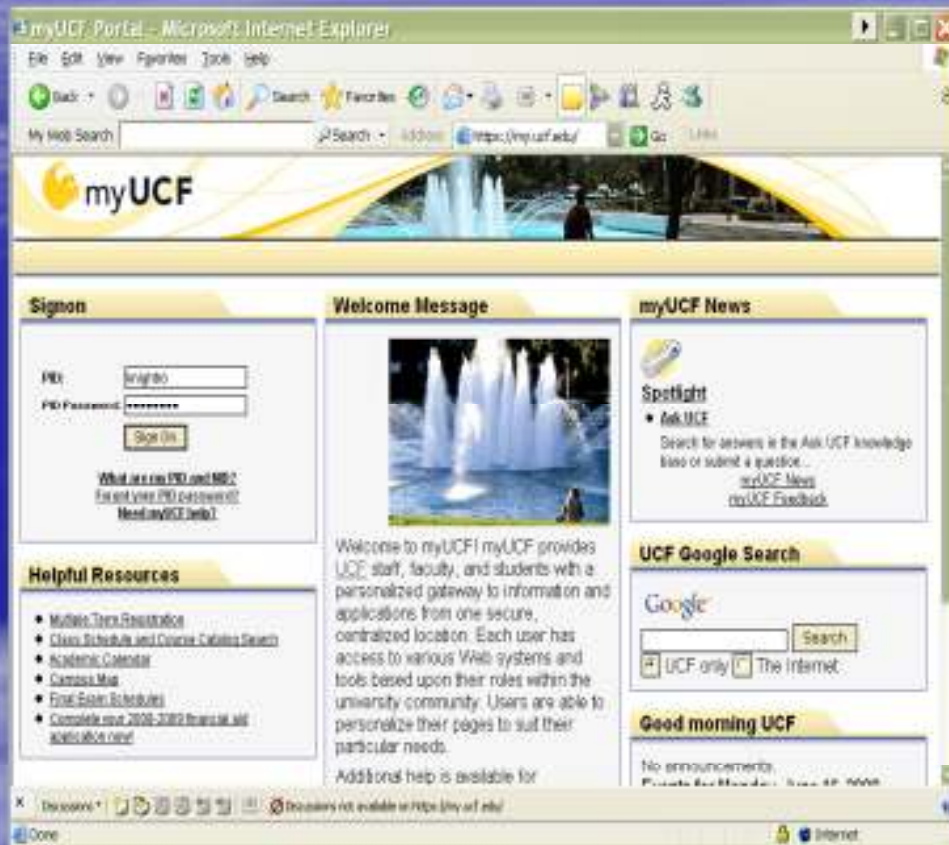 myUCF Portal - Microsoft Internet Explorer
File Edit View Favorites Tools Help
Back Search Favorites
My Web Search Search Address https://my.ucf.edu/ Go Links
myUCF
Signon
PID:
PID Password:
Sign On
What are my PID and NID?
Forgot your PID password?
Need myUCF help?
Helpful Resources
Multiple Term Registration
Class Schedule and Course Catalog Search
Academic Calendar
Campus Map
Final Exam Schedules
Complete your 2008-2009 financial aid
application now!
Welcome Message
Welcome to myUCF! myUCF provides
UCF staff, faculty, and students with a
personalized gateway to information and
applications from one secure,
centralized location. Each user has
access to various Web systems and
tools based upon their roles within the
university community. Users are able to
personalize their pages to suit their
particular needs.
Additional help is available for
myUCF News
Spotlight
Ask UCF
Search for answers in the Ask UCF knowledge
base or submit a question...
myUCF News
myUCF Feedback
UCF Google Search
Google
Search
UCF only The Internet
Good morning UCF
No announcements.
Events for Monday, June 16, 2008
Discussions Discussions not available on https://my.ucf.edu/
Done Internet